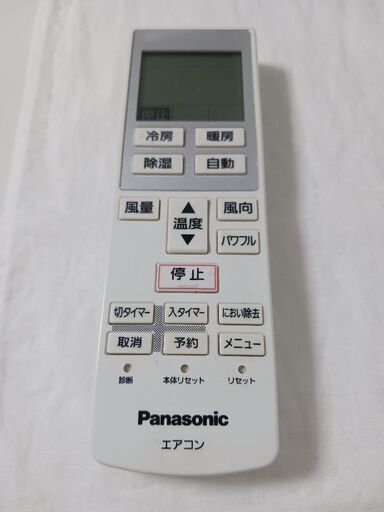 停止
冷房 暖房
除湿 自動
風量 ▲ 風向
温度
▼ パワフル
停止
切タイマー 入タイマー におい除去
取消 予約 メニュー
診断 本体リセット リセット
Panasonic
エアコン